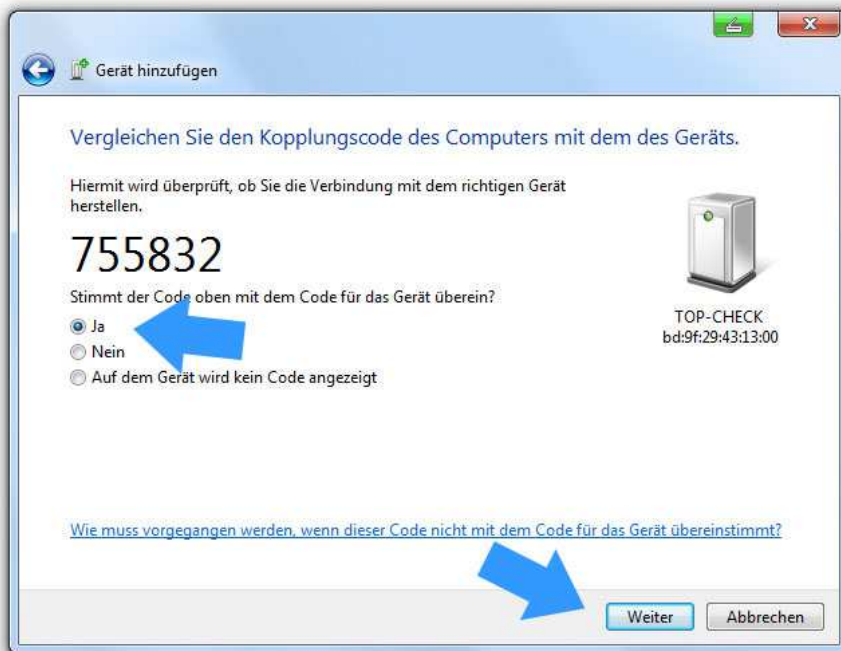 Gerät hinzufügen
Vergleichen Sie den Kopplungscode des Computers mit dem des Geräts.
Hiermit wird überprüft, ob Sie die Verbindung mit dem richtigen Gerät
herstellen.
755832
Stimmt der Code oben mit dem Code für das Gerät überein?
Ja
Nein
Auf dem Gerät wird kein Code angezeigt
TOP-CHECK
bd:9f:29:43:13:00
Wie muss vorgegangen werden, wenn dieser Code nicht mit dem Code für das Gerät übereinstimmt?
Weiter
Abbrechen